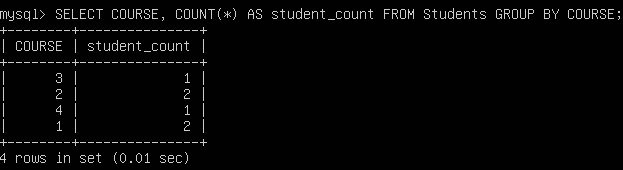 mysql> SELECT COURSE, COUNT(*) AS student_count FROM Students GROUP BY COURSE;
+--------+---------------+
| COURSE | student_count |
+--------+---------------+
|      3 |             1 |
|      2 |             2 |
|      4 |             1 |
|      1 |             2 |
+--------+---------------+
4 rows in set (0.01 sec)